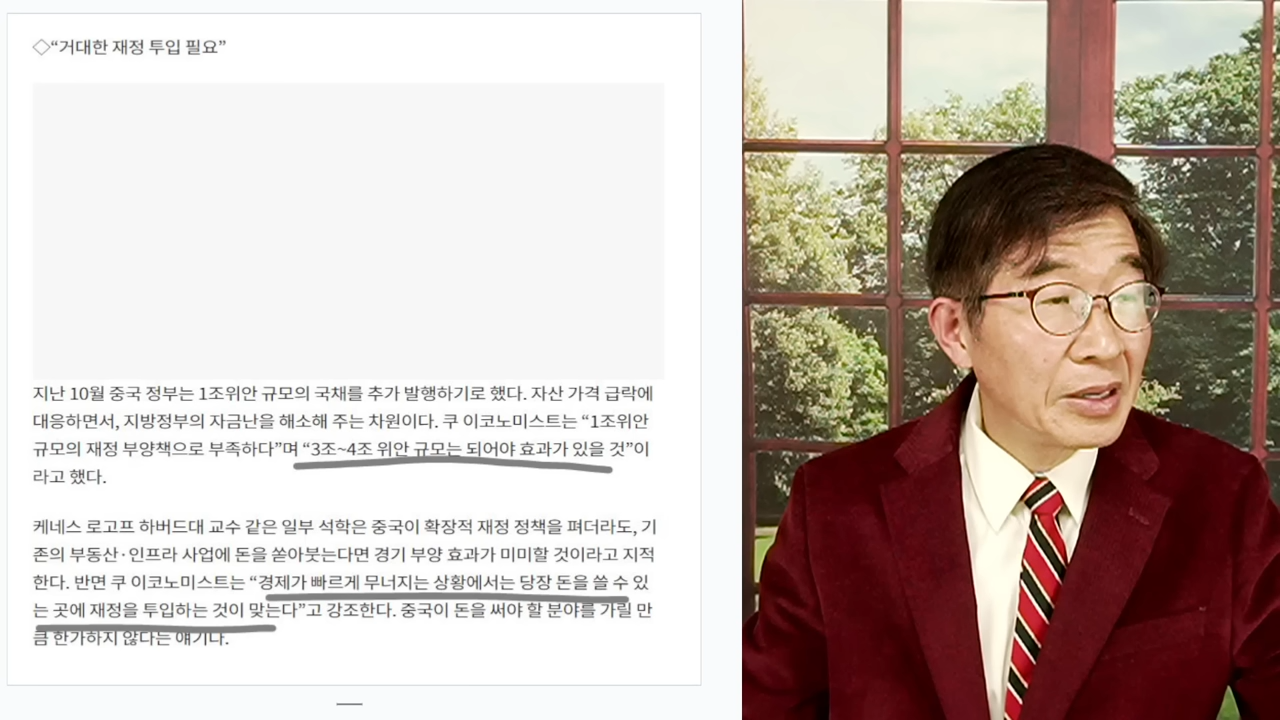 ◇“거대한 재정 투입 필요”
지난 10월 중국 정부는 1조위안 규모의 국채를 추가 발행하기로 했다. 자산 가격 급락에
대응하면서, 지방정부의 자금난을 해소해 주는 차원이다. 쿠 이코노미스트는 “1조위안
규모의 재정 부양책으로 부족하다”며 “3조~4조 위안 규모는 되어야 효과가 있을 것”이
라고 했다.
케네스 로고프 하버드대 교수 같은 일부 석학은 중국이 확장적 재정 정책을 펴더라도, 기
존의 부동산·인프라 사업에 돈을 쏟아붓는다면 경기 부양 효과가 미미할 것이라고 지적
한다. 반면 쿠 이코노미스트는 “경제가 빠르게 무너지는 상황에서는 당장 돈을 쓸 수 있
는 곳에 재정을 투입하는 것이 맞는다”고 강조한다. 중국이 돈을 써야 할 분야를 가릴 만
큼 한가하지 않다는 얘기다.